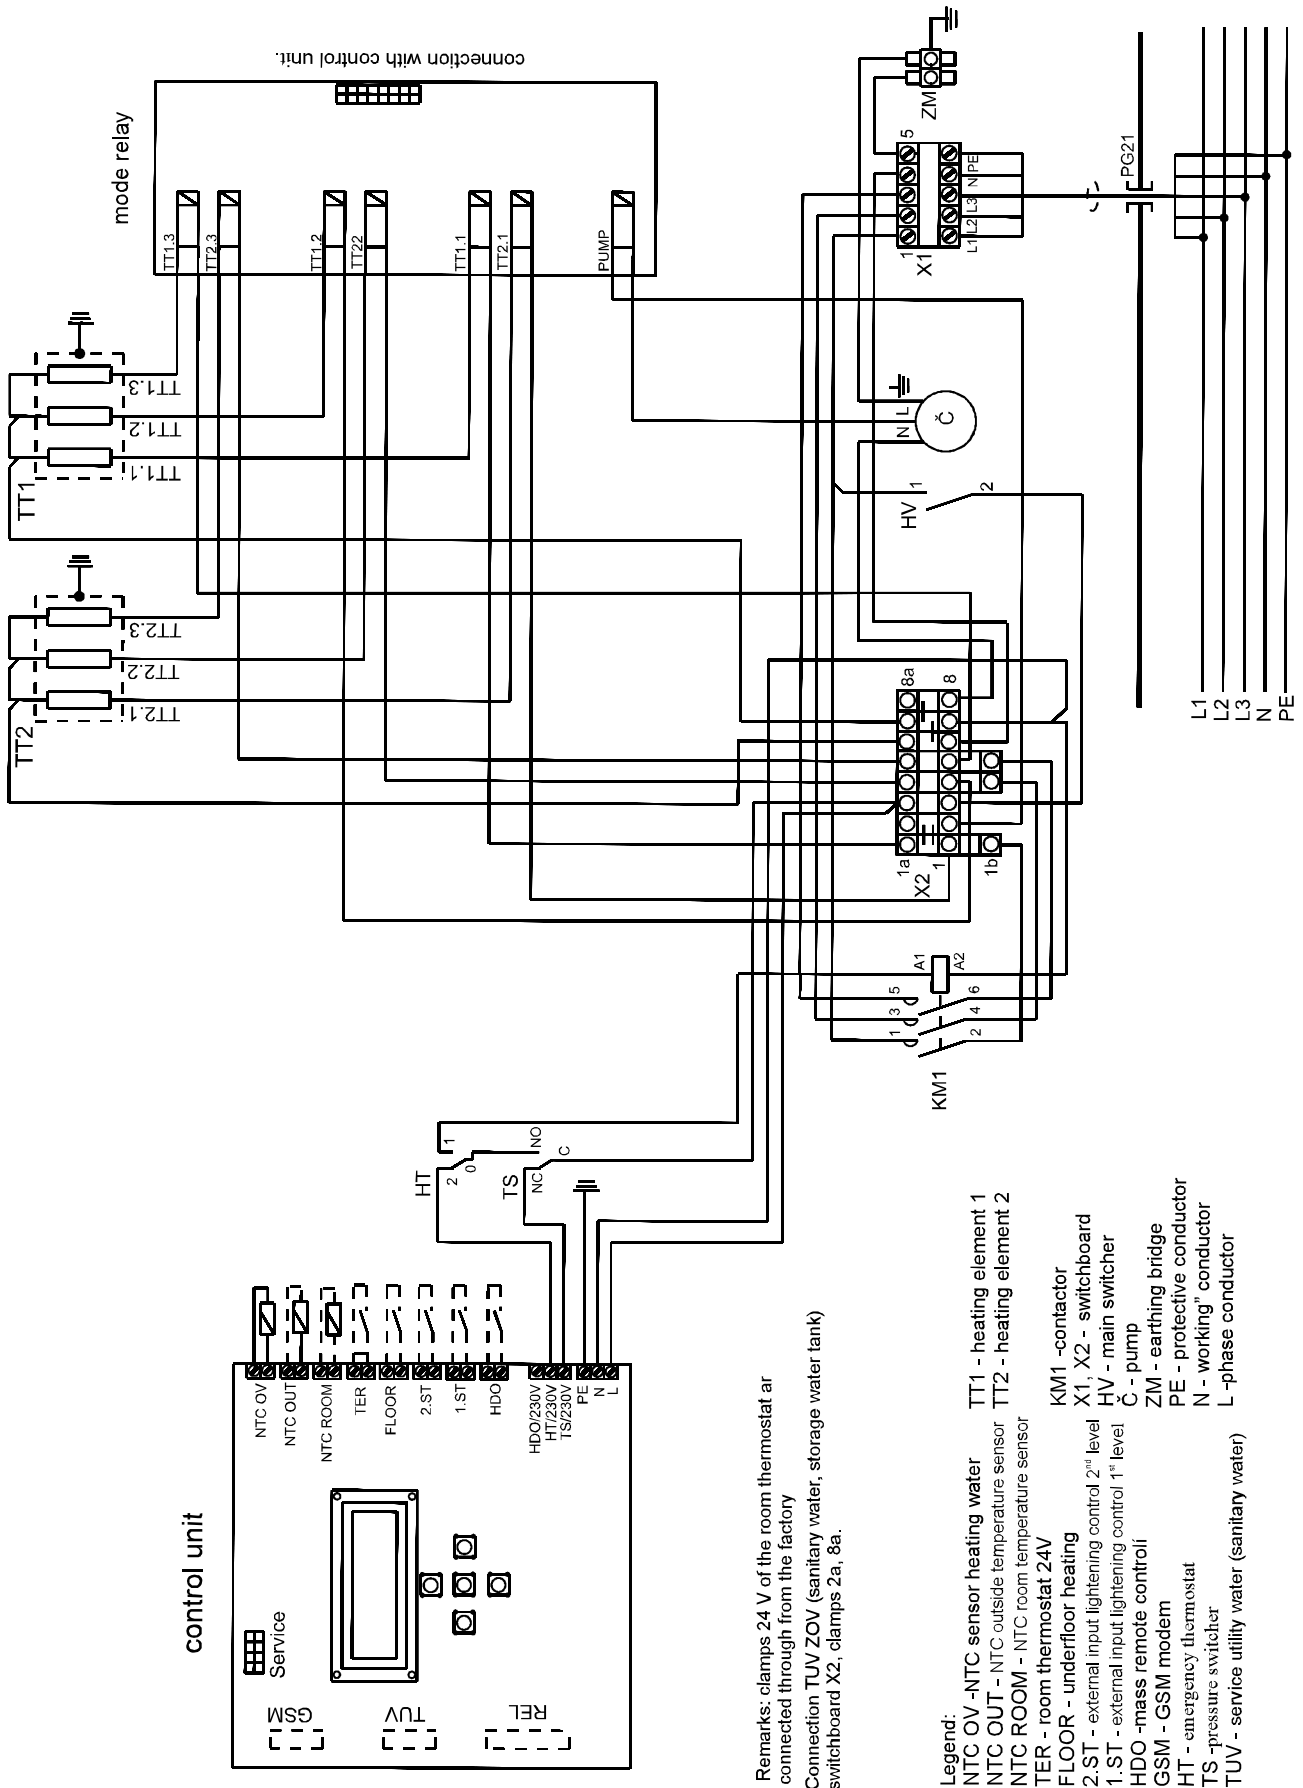 connection with control unit.
mode relay
TT1.3
TT2.3
TT1.2
TT22
TT1.1
TT2.1
PUMP
TT1
TT1.3
TT1.2
TT1.1
TT2
TT2.3
TT2.2
TT2.1
ZM
X1
1
5
L1
L2
L3
N
PE
PG21
L1
L2
L3
N
PE
N
L
Č
HV
1
2
8a
8
1a
1
1b
X2
A1
A2
5
3
1
6
4
2
KM1
HT
1
2
0
TS
NO
NC
C
control unit
NTC OV
NTC OUT
NTC ROOM
TER
FLOOR
2.ST
1.ST
HDO
HDO/230V
HT/230V
TS/230V
PE
N
L
Service
GSM
TUV
REL
Remarks: clamps 24 V of the room thermostat ar
connected through from the factory
Connection TUV ZOV (sanitary water, storage water tank)
switchboard X2, clamps 2a, 8a.
Legend:
NTC OV -NTC sensor heating water
NTC OUT - NTC outside temperature sensor
NTC ROOM - NTC room temperature sensor
TER - room thermostat 24V
FLOOR - underfloor heating
2.ST - external input lightening control 2nd level
1.ST - external input lightening control 1st level
HDO -mass remote controlí
GSM - GSM modem
HT - emergency thermostat
TS -pressure switcher
TUV - service utility water (sanitary water)
TT1 - heating element 1
TT2 - heating element 2
KM1 -contactor
X1, X2 - switchboard
HV - main switcher
Č - pump
ZM - earthing bridge
PE - protective conductor
N - working" conductor
L -phase conductor